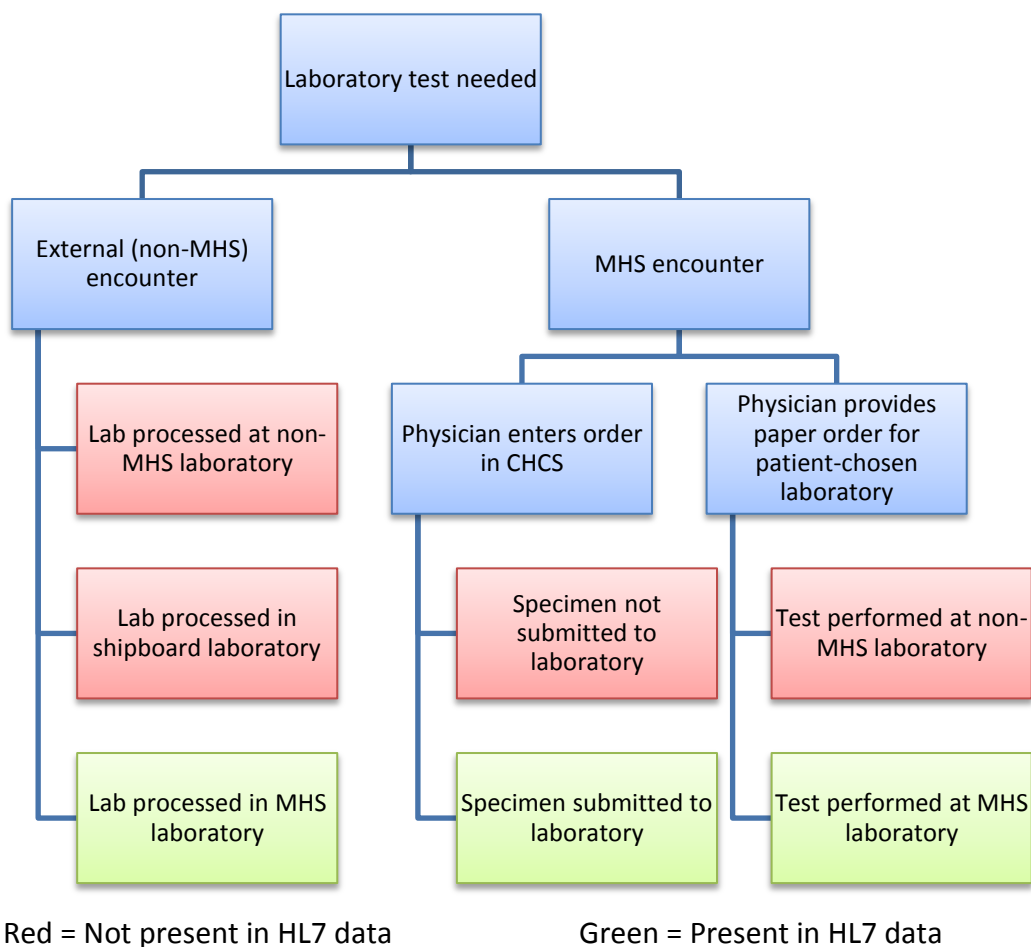 Laboratory test needed
External (non-MHS)
encounter
MHS encounter
Lab processed at non-
MHS laboratory
Physician enters order
in CHCS
Physician provides
paper order for
patient-chosen
laboratory
Lab processed in
shipboard laboratory
Specimen not
submitted to
laboratory
Test performed at non-
MHS laboratory
Lab processed in MHS
laboratory
Specimen submitted to
laboratory
Test performed at MHS
laboratory
Red = Not present in HL7 data
Green = Present in HL7 data